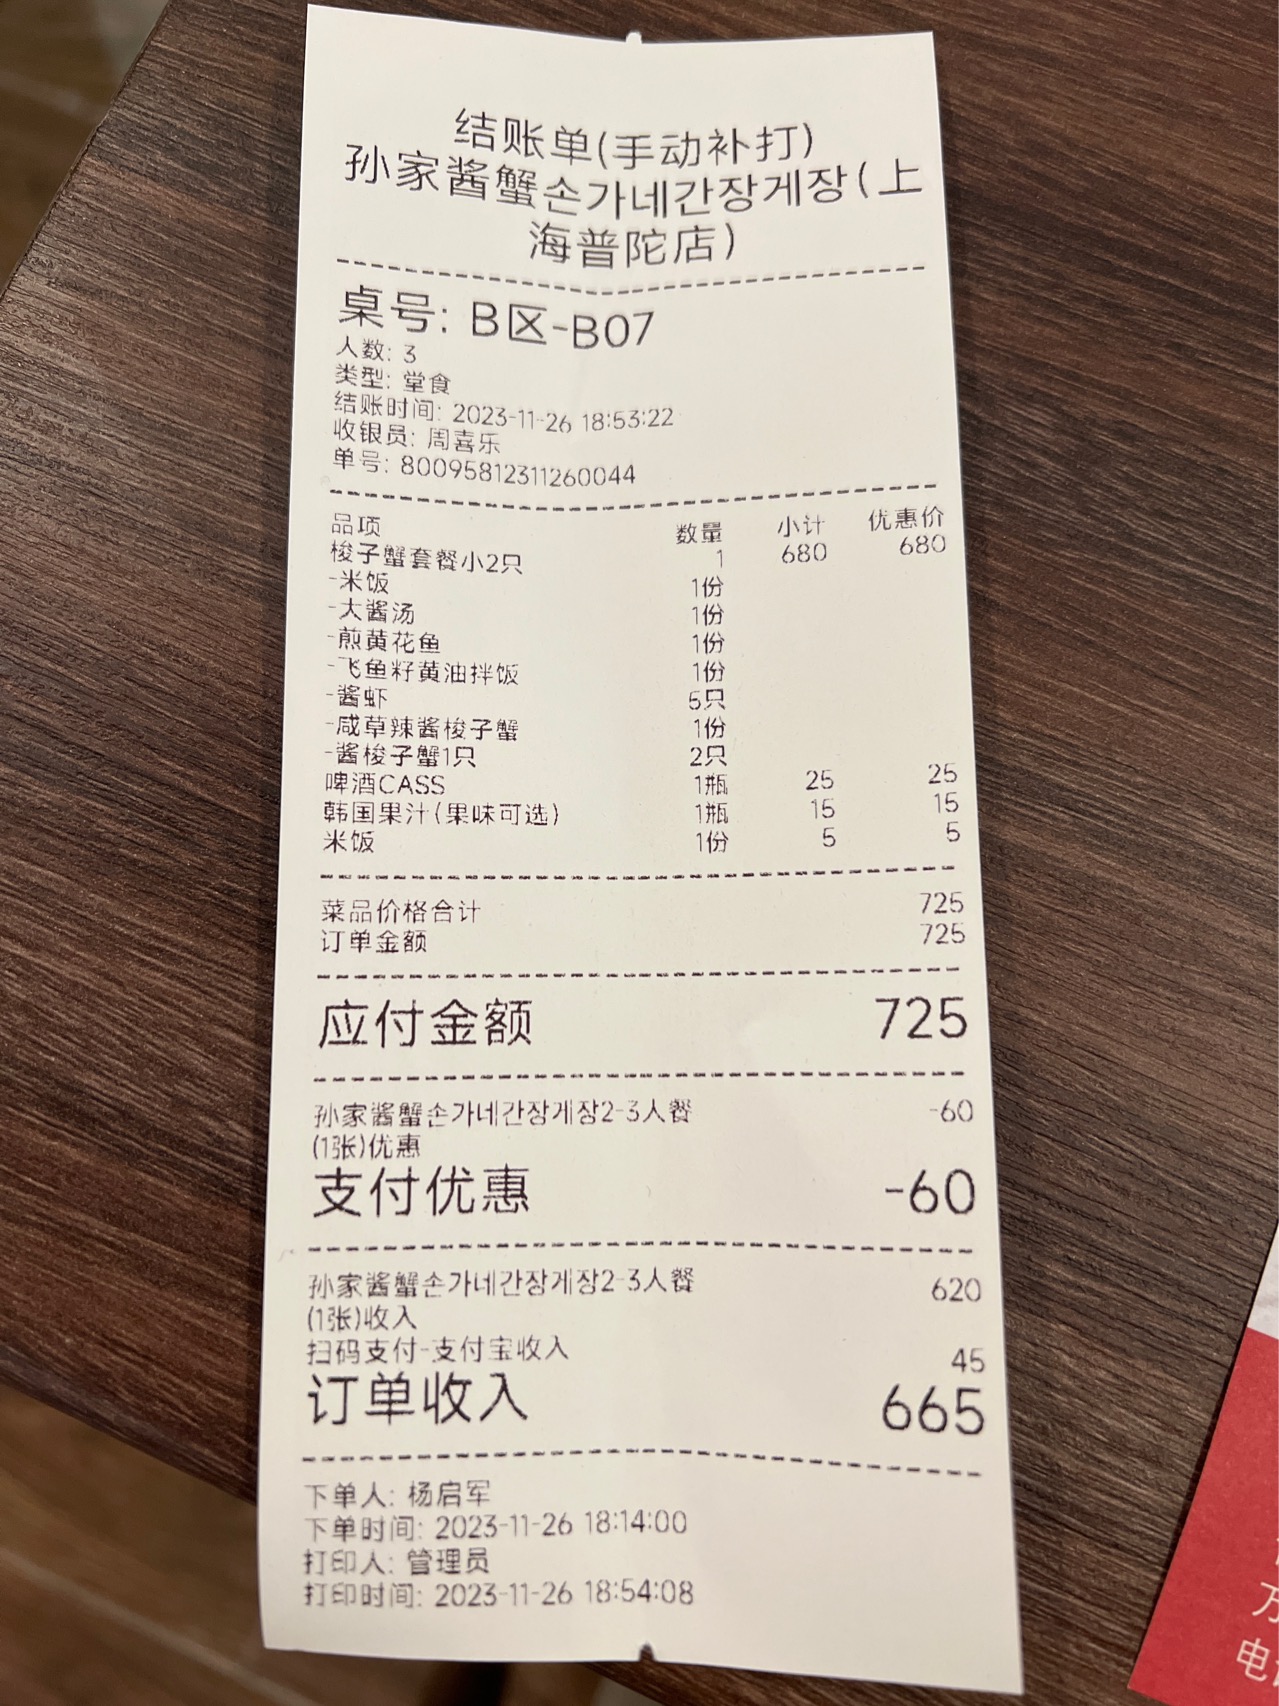 结账单(手动补打)
孙家酱蟹손가네간장게장(上
海普陀店)
桌号: B区-B07
人数: 3
类型: 堂食
结账时间: 2023-11-26 18:53:22
收银员: 周喜乐
单号: 80095812311260044
品项 数量 小计 优惠价
梭子蟹套餐小2只 1 680 680
-米饭 1份
-大酱汤 1份
-煎黄花鱼 1份
-飞鱼籽黄油拌饭 1份
-酱虾 5只
-咸草辣酱梭子蟹 1份
-酱梭子蟹1只 2只
啤酒CASS 1瓶 25 25
韩国果汁(果味可选) 1瓶 15 15
米饭 1份 5 5
菜品价格合计 725
订单金额 725
应付金额 725
孙家酱蟹손가네간장게장2-3人餐 -60
(1张)优惠
支付优惠 -60
孙家酱蟹손가네간장게장2-3人餐 620
(1张)收入
扫码支付-支付宝收入 45
订单收入 665
下单人: 杨启军
下单时间: 2023-11-26 18:14:00
打印人: 管理员
打印时间: 2023-11-26 18:54:08
万
电